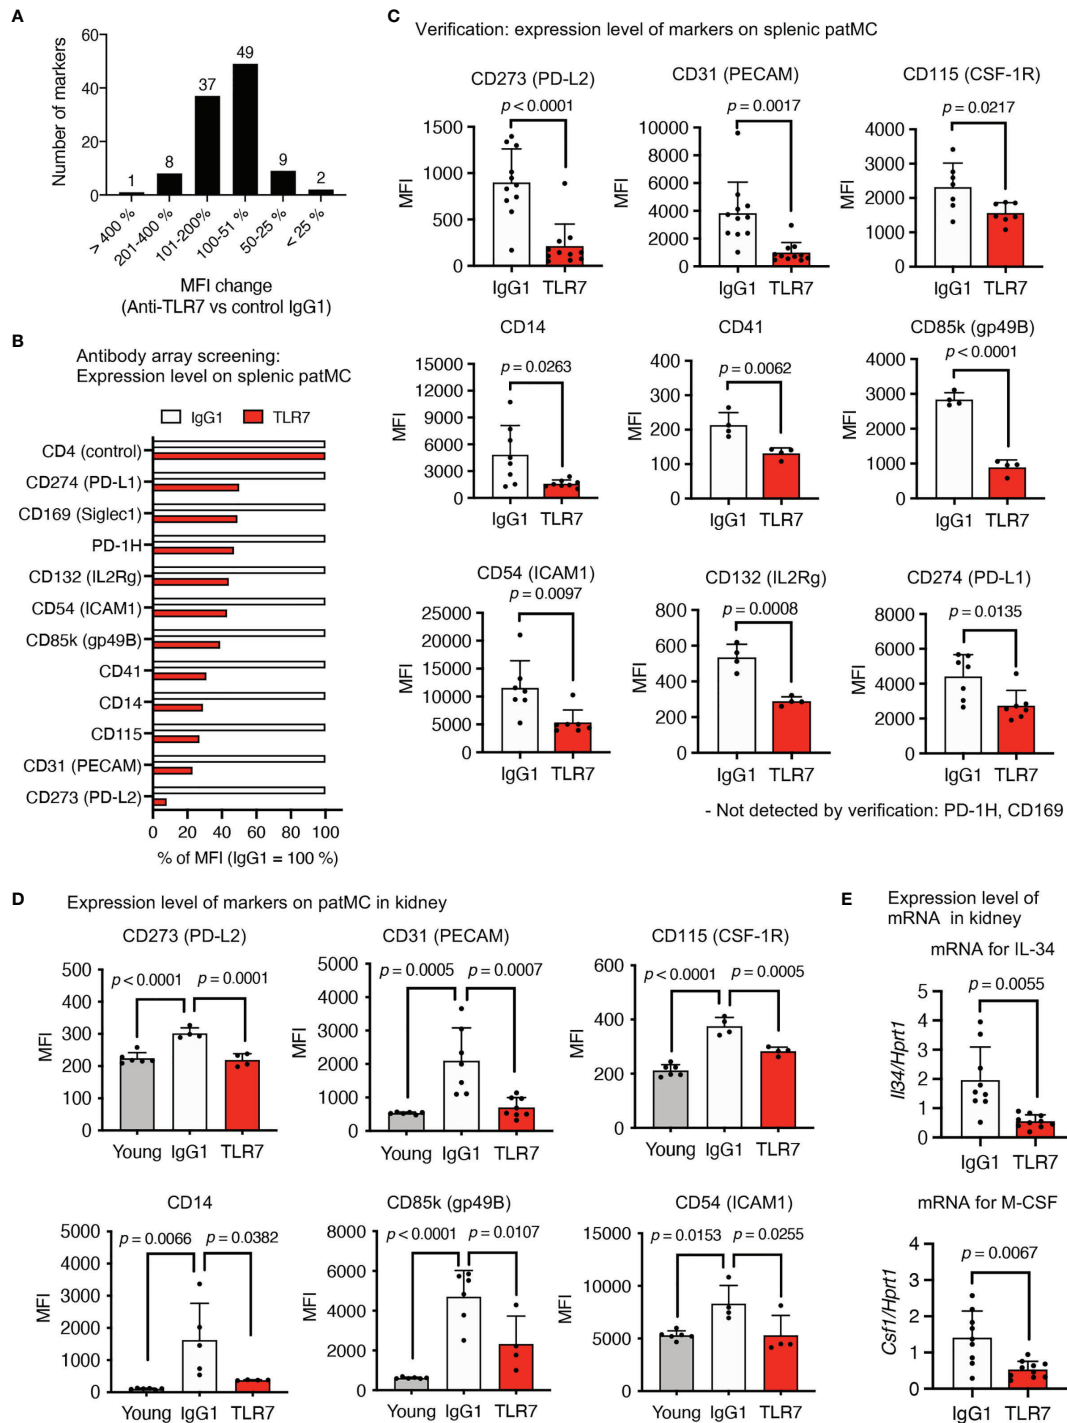 A
Number of markers
60
40
20
0
1
8
37
49
9
2
> 400 %
201-400 %
101-200%
100-51 %
50-25 %
< 25 %
MFI change
(Anti-TLR7 vs control IgG1)
B
Antibody array screening:
Expression level on splenic patMC
IgG1
TLR7
CD4 (control)
CD274 (PD-L1)
CD169 (Siglec1)
PD-1H
CD132 (IL2Rg)
CD54 (ICAM1)
CD85k (gp49B)
CD41
CD14
CD115
CD31 (PECAM)
CD273 (PD-L2)
0 20 40 60 80 100
% of MFI (IgG1 = 100 %)
C
Verification: expression level of markers on splenic patMC
CD273 (PD-L2)
p < 0.0001
MFI
1500
1000
500
0
IgG1 TLR7
CD31 (PECAM)
p = 0.0017
MFI
10000
8000
6000
4000
2000
0
IgG1 TLR7
CD115 (CSF-1R)
p = 0.0217
MFI
4000
3000
2000
1000
0
IgG1 TLR7
CD14
p = 0.0263
MFI
15000
12000
9000
6000
3000
0
IgG1 TLR7
CD41
p = 0.0062
MFI
400
300
200
100
0
IgG1 TLR7
CD85k (gp49B)
p < 0.0001
MFI
4000
3000
2000
1000
0
IgG1 TLR7
CD54 (ICAM1)
p = 0.0097
MFI
25000
20000
15000
10000
5000
0
IgG1 TLR7
CD132 (IL2Rg)
p = 0.0008
MFI
800
600
400
200
0
IgG1 TLR7
CD274 (PD-L1)
p = 0.0135
MFI
8000
6000
4000
2000
0
IgG1 TLR7
- Not detected by verification: PD-1H, CD169
D
Expression level of markers on patMC in kidney
CD273 (PD-L2)
p < 0.0001 p = 0.0001
MFI
500
400
300
200
100
0
Young IgG1 TLR7
CD31 (PECAM)
p = 0.0005 p = 0.0007
MFI
5000
4000
3000
2000
1000
0
Young IgG1 TLR7
CD115 (CSF-1R)
p < 0.0001 p = 0.0005
MFI
600
400
200
0
Young IgG1 TLR7
CD14
p = 0.0066 p = 0.0382
MFI
5000
4000
3000
2000
1000
0
Young IgG1 TLR7
CD85k (gp49B)
p < 0.0001 p = 0.0107
MFI
8000
6000
4000
2000
0
Young IgG1 TLR7
CD54 (ICAM1)
p = 0.0153 p = 0.0255
MFI
15000
10000
5000
0
Young IgG1 TLR7
E
Expression level of
mRNA in kidney
mRNA for IL-34
p = 0.0055
Il34/Hprt1
5
4
3
2
1
0
IgG1 TLR7
mRNA for M-CSF
p = 0.0067
Csf1/Hprt1
4
3
2
1
0
IgG1 TLR7